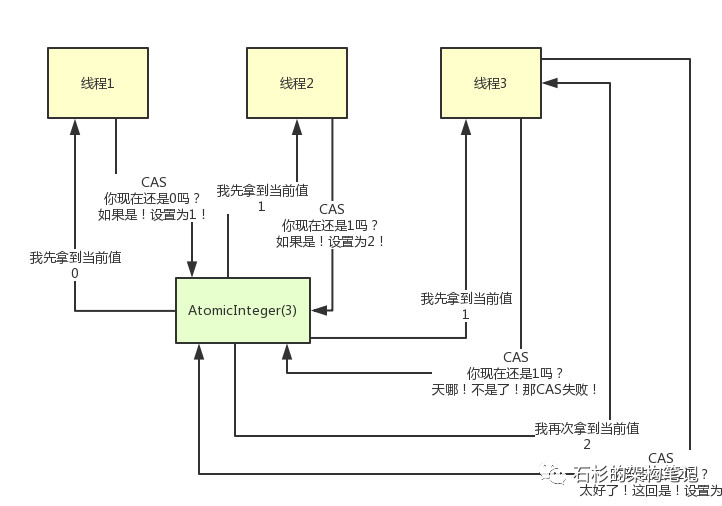 线程1
线程2
线程3
CAS
你现在还是0吗？
如果是！设置为1！
我先拿到当前值
1
CAS
你现在还是1吗？
如果是！设置为2！
我先拿到当前值
0
AtomicInteger(3)
我先拿到当前值
1
CAS
你现在还是1吗？
天哪！不是了！那CAS失败！
我再次拿到当前值
2
CAS
石杉的架构笔记
？
太好了！这回是！设置为